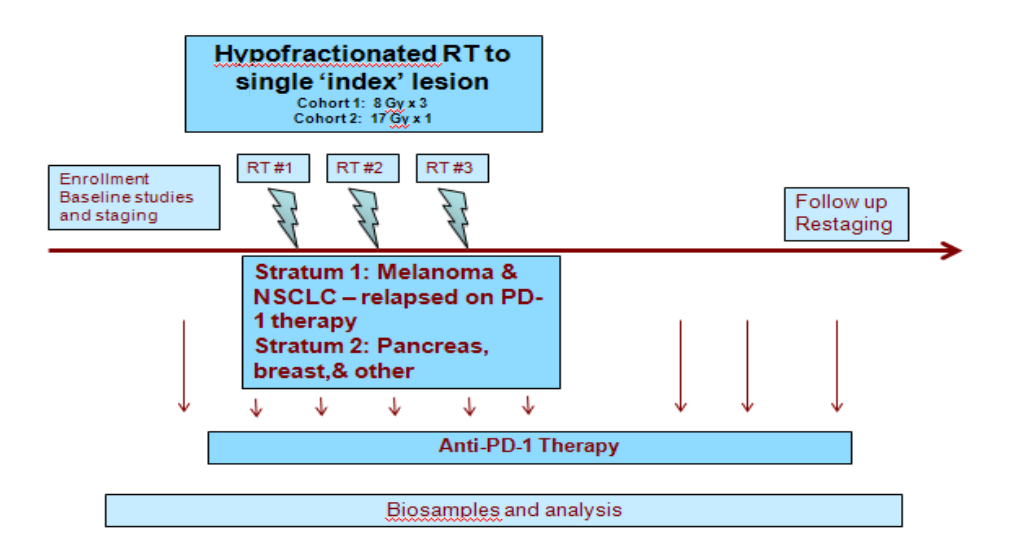 Hypofractionated RT to
single ‘index’ lesion
Cohort 1: 8 Gy x 3
Cohort 2: 17 Gy x 1
RT #1
RT #2
RT #3
Enrollment
Baseline studies
and staging
Follow up
Restaging
Stratum 1: Melanoma &
NSCLC – relapsed on PD-
1 therapy
Stratum 2: Pancreas,
breast,& other
Anti-PD-1 Therapy
Biosamples and analysis